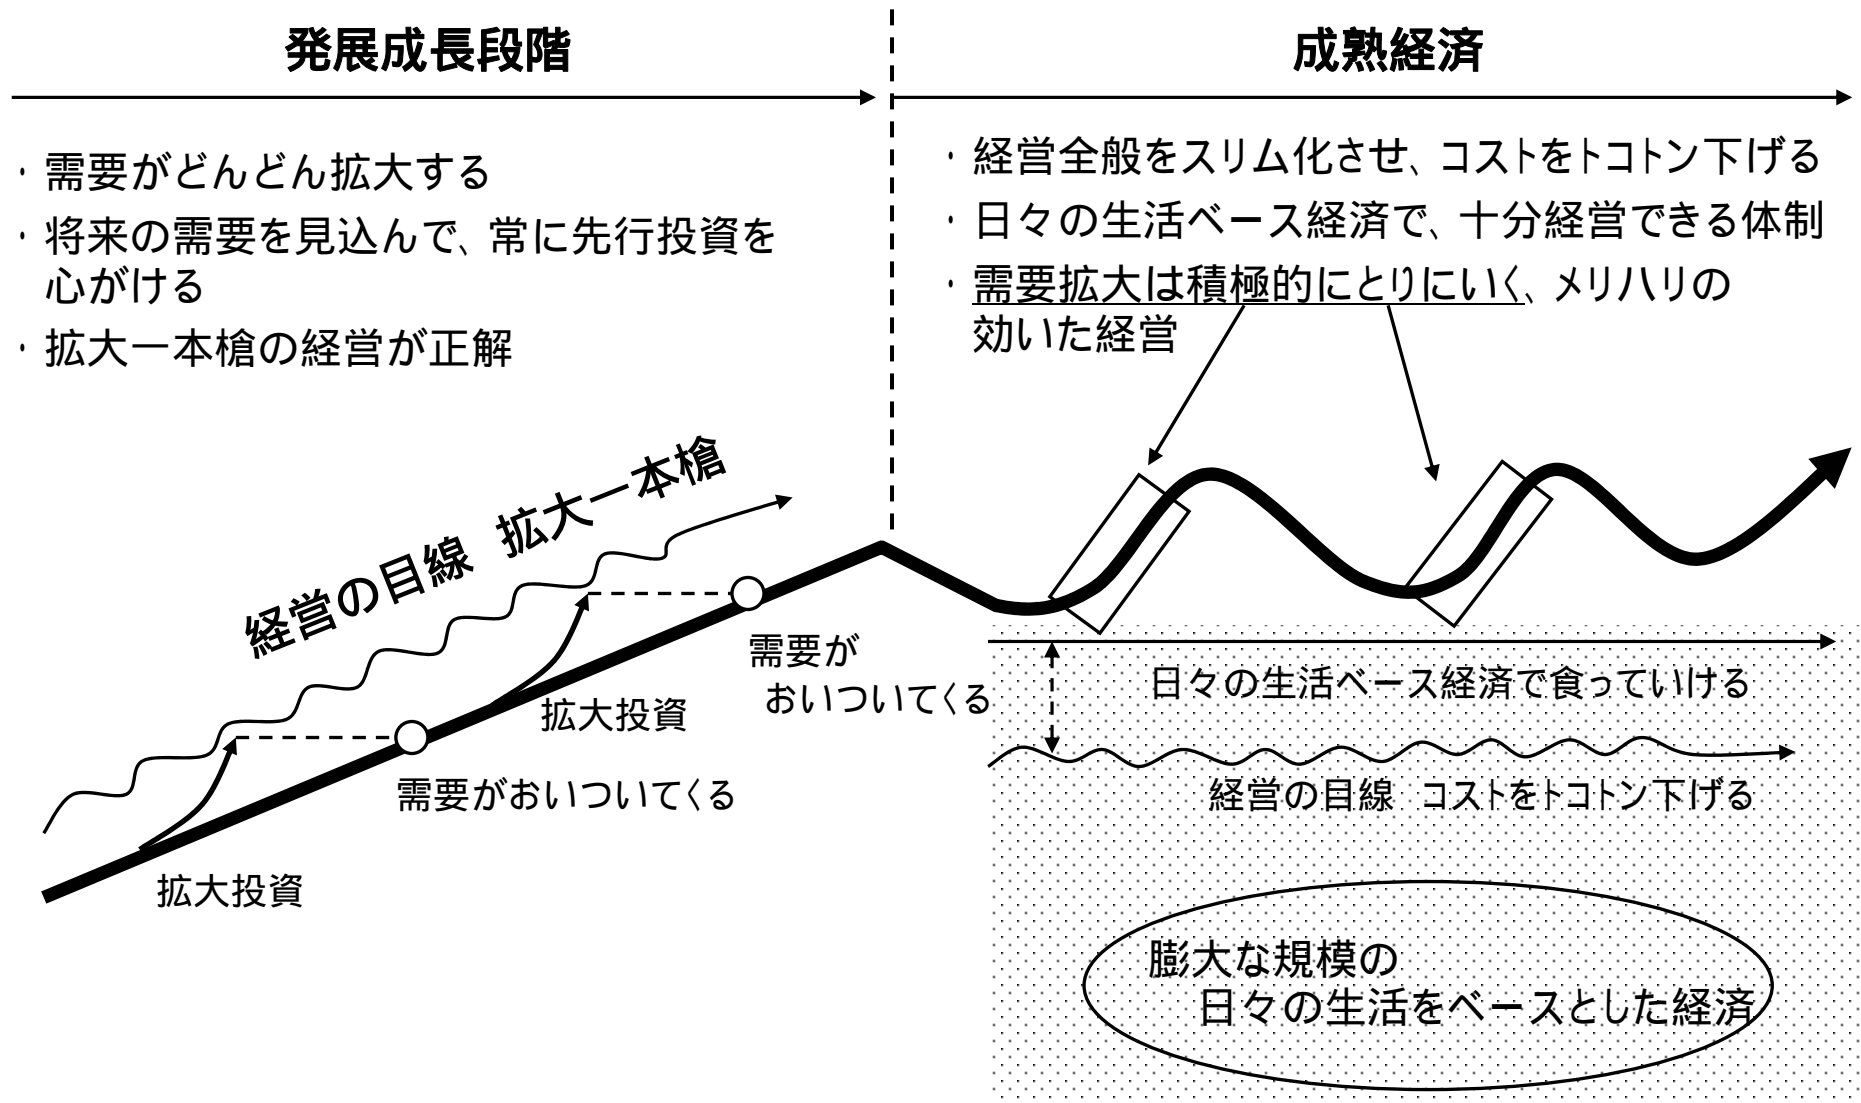 発展成長段階
・需要がどんどん拡大する
・将来の需要を見込んで、常に先行投資を
心がける
・拡大一本槍の経営が正解
経営の目線 拡大一本槍
需要が
おいついてくる
拡大投資
需要がおいついてくる
拡大投資
成熟経済
・経営全般をスリム化させ、コストをトコトン下げる
・日々の生活ベース経済で、十分経営できる体制
・需要拡大は積極的にとりにいく、メリハリの
効いた経営
日々の生活ベース経済で食っていける
経営の目線 コストをトコトン下げる
膨大な規模の
日々の生活をベースとした経済